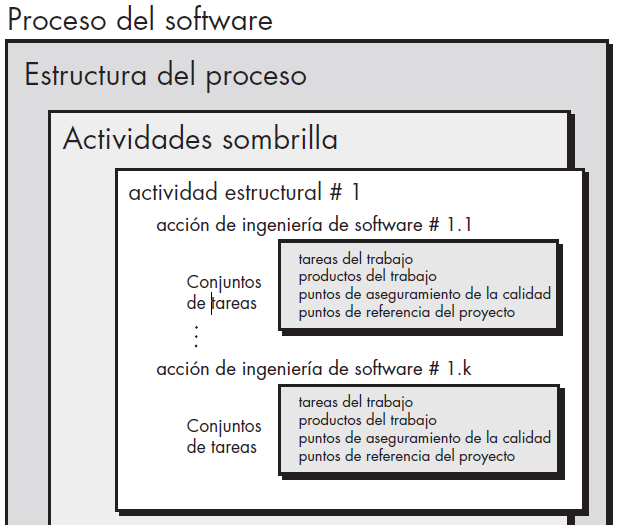 Proceso del software
Estructura del proceso
Actividades sombrilla
actividad estructural # 1
acción de ingeniería de software # 1.1
Conjuntos
de tareas
tareas del trabajo
productos del trabajo
puntos de aseguramiento de la calidad
puntos de referencia del proyecto
acción de ingeniería de software # 1.k
Conjuntos
de tareas
tareas del trabajo
productos del trabajo
puntos de aseguramiento de la calidad
puntos de referencia del proyecto